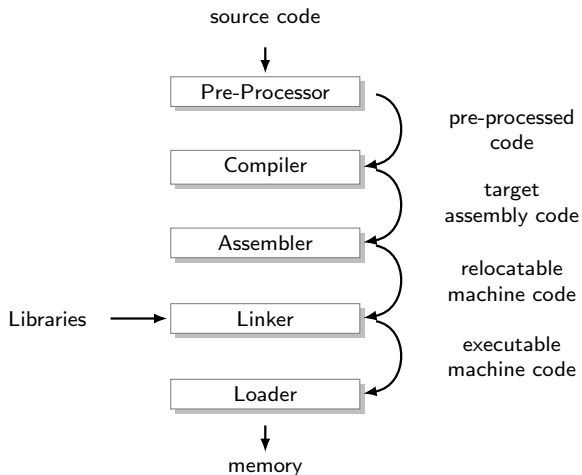 source code
Pre-Processor
pre-processed
code
Compiler
target
assembly code
Assembler
relocatable
machine code
Libraries
Linker
executable
machine code
Loader
memory